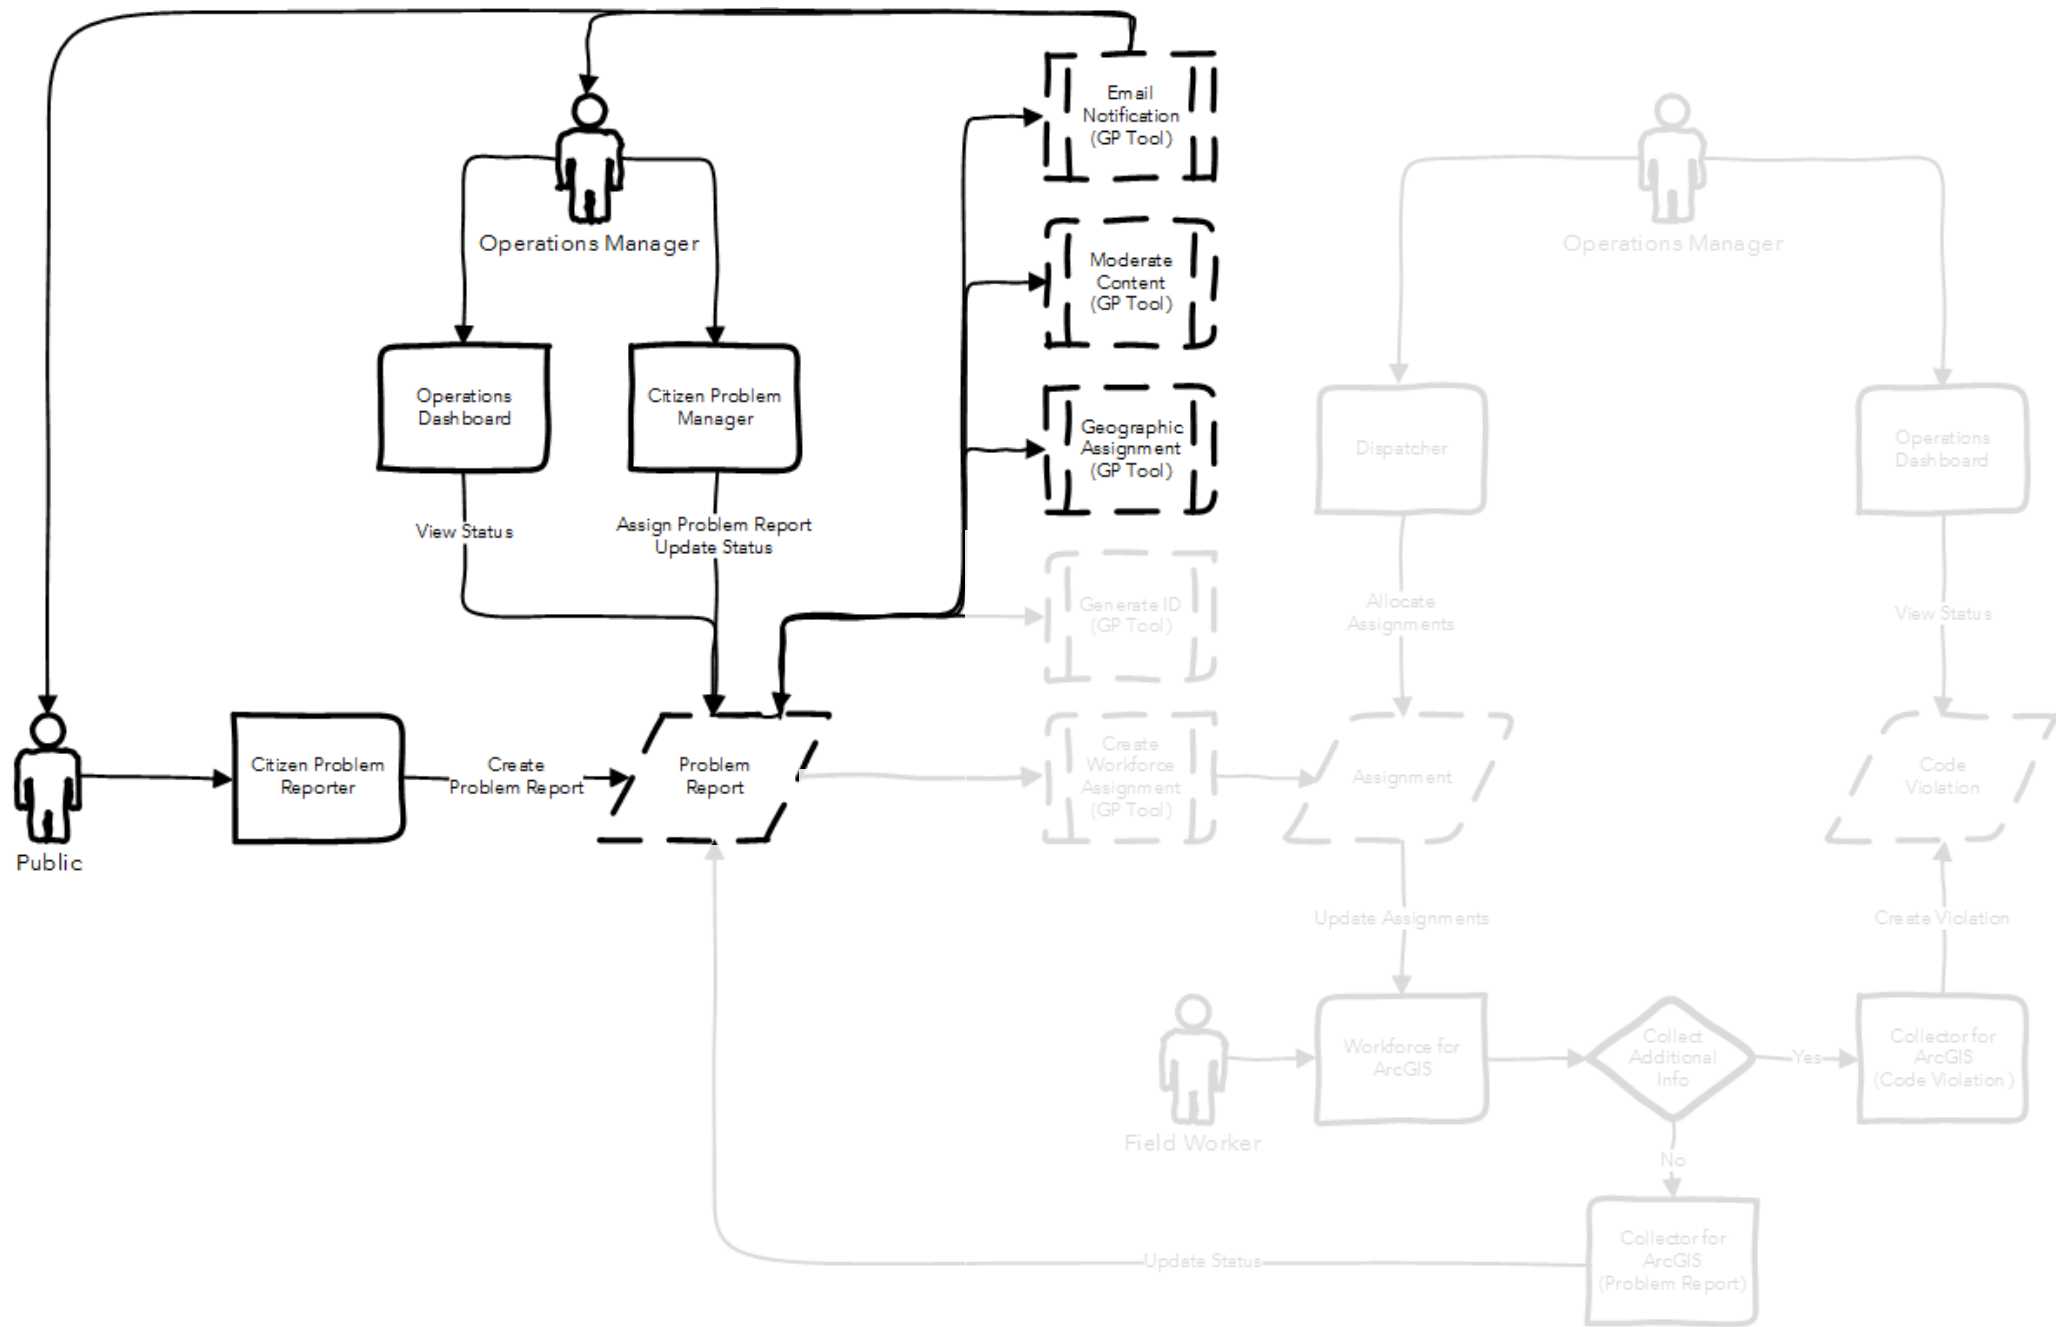 Email
Notification
(GP Tool)
Operations Manager
Operations Manager
Moderate
Content
(GP Tool)
Operations
Dashboard
Citizen Problem
Manager
Geographic
Assignment
(GP Tool)
Dispatcher
Operations
Dashboard
View Status
Assign Problem Report
Update Status
Generate ID
(GP Tool)
Allocate
Assignments
View Status
Public
Citizen Problem
Reporter
Create
Problem Report
Problem
Report
Create
Workforce
Assignment
(GP Tool)
Assignment
Code
Violation
Update Assignments
Create Violation
Field Worker
Workforce for
ArcGIS
Collect
Additional
Info
Yes
Collector for
ArcGIS
(Code Violation)
No
Update Status
Collector for
ArcGIS
(Problem Report)